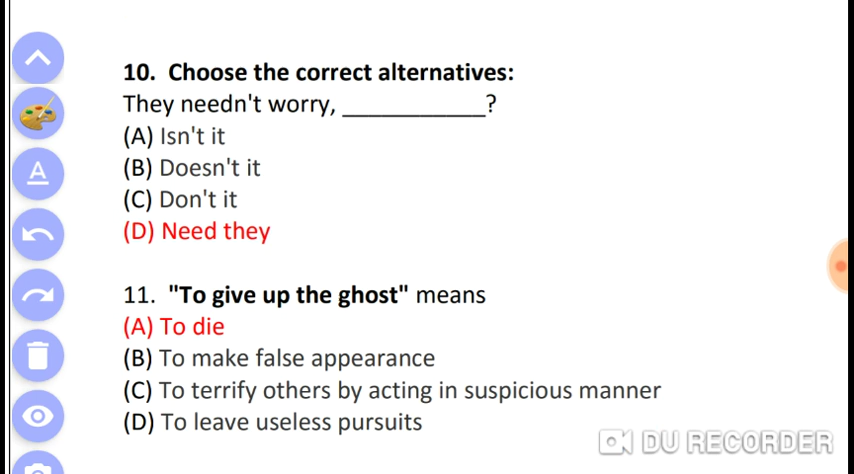 10. Choose the correct alternatives:
They needn't worry, ____________?
(A) Isn't it
(B) Doesn't it
(C) Don't it
(D) Need they
11. "To give up the ghost" means
(A) To die
(B) To make false appearance
(C) To terrify others by acting in suspicious manner
(D) To leave useless pursuits
A
DU RECORDER